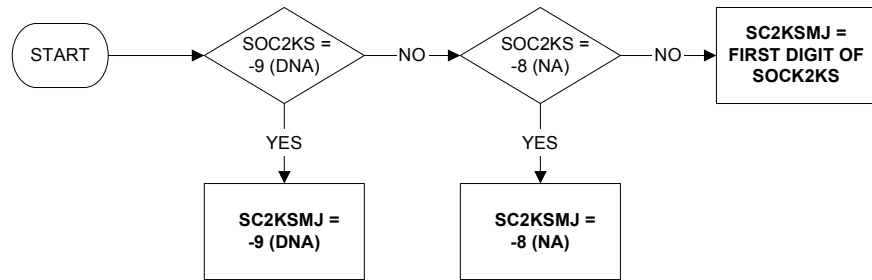 START
SOC2KS =
-9 (DNA)
NO
SOC2KS =
-8 (NA)
NO
SC2KSMJ =
FIRST DIGIT OF
SOCK2KS
YES
YES
SC2KSMJ =
-9 (DNA)
SC2KSMJ =
-8 (NA)